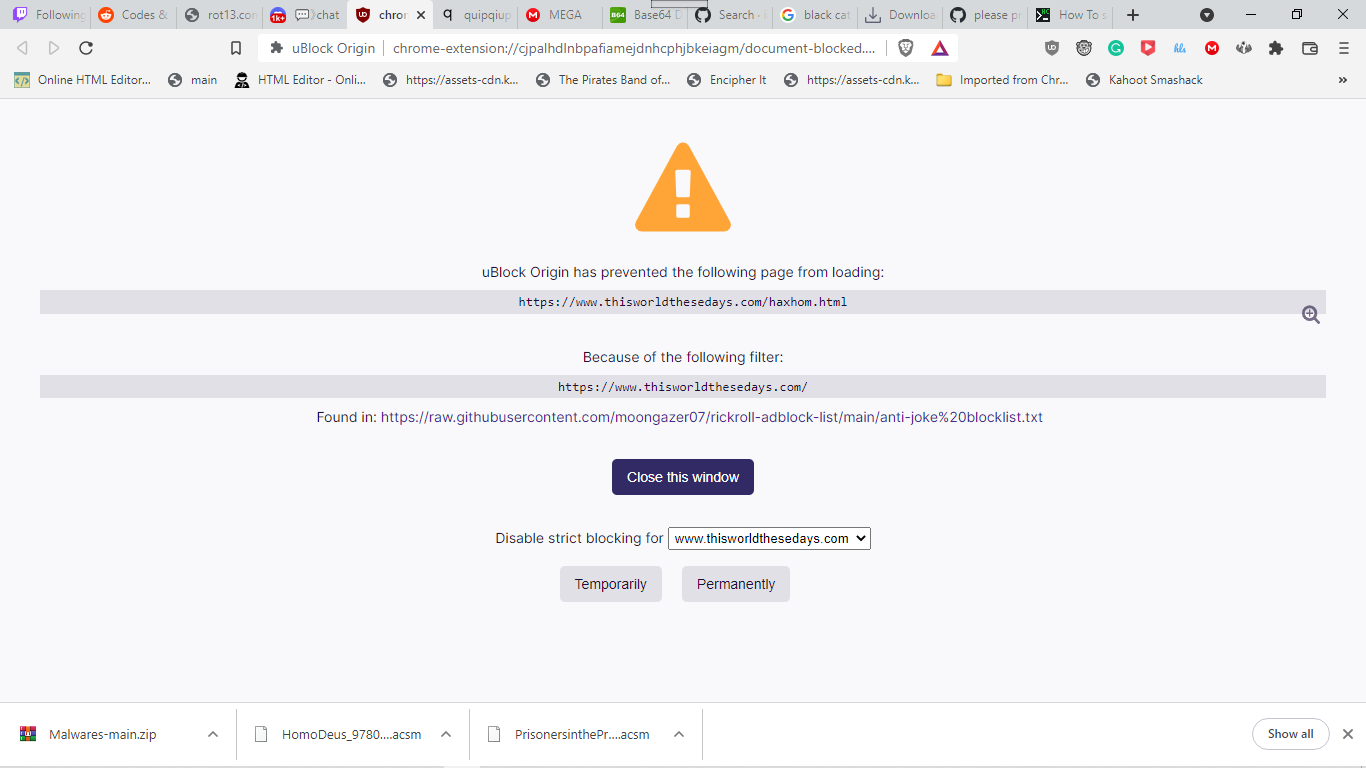 Following
Codes &
rot13.con
1k+ chat
chron
quipqiup
MEGA
B64 Base64 D
Search ·
black cat
Downloa
please pr
How To s
uBlock Origin chrome-extension://cjpalhdlnbpafiamejdnhcphjbkeiagm/document-blocked....
Online HTML Editor...
main
HTML Editor - Onli...
https://assets-cdn.k...
The Pirates Band of...
Encipher It
https://assets-cdn.k...
Imported from Chr...
Kahoot Smashack
»
uBlock Origin has prevented the following page from loading:
https://www.thisworldthesedays.com/haxhom.html
Because of the following filter:
https://www.thisworldthesedays.com/
Found in: https://raw.githubusercontent.com/moongazer07/rickroll-adblock-list/main/anti-joke%20blocklist.txt
Close this window
Disable strict blocking for www.thisworldthesedays.com
Temporarily Permanently
Malwares-main.zip
HomoDeus_9780....acsm
PrisonersinthePr....acsm
Show all